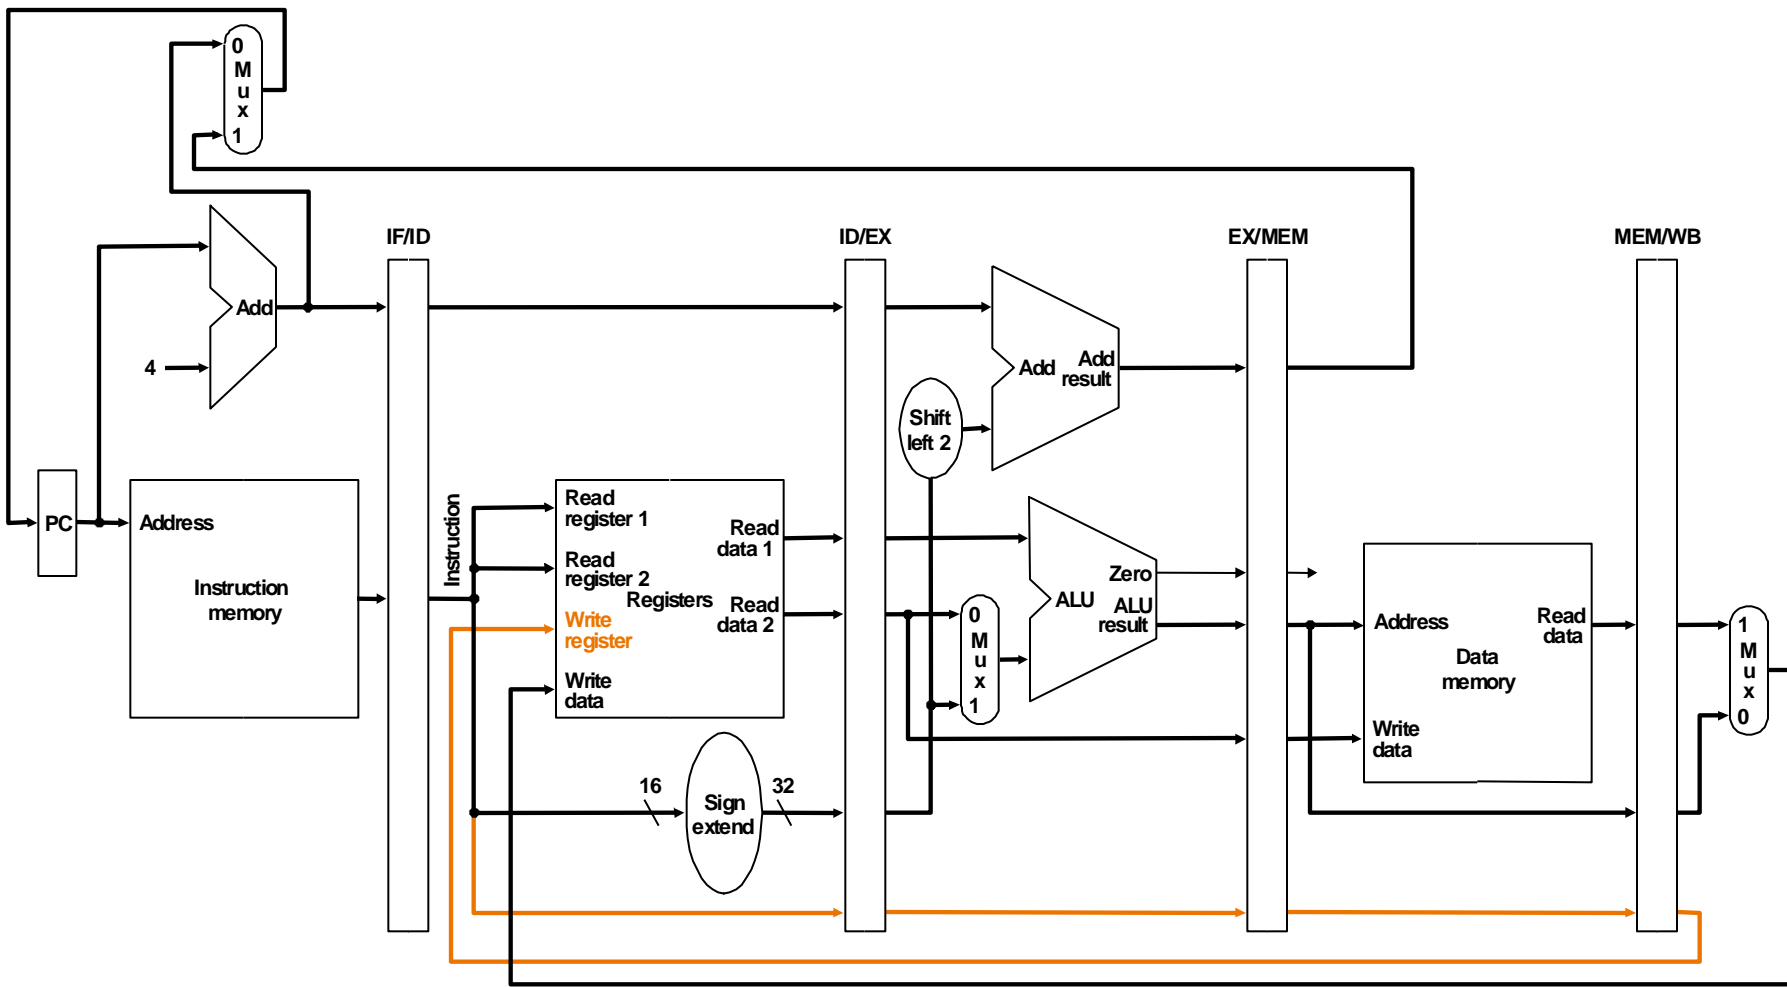 0
M
u
x
1
IF/ID
ID/EX
EX/MEM
MEM/WB
Add
4
Add
Add
result
Shift
left 2
PC
Address
Instruction
memory
Instruction
Read
register 1
Read
register 2
Registers
Write
register
Write
data
Read
data 1
Read
data 2
0
M
u
x
1
Zero
ALU
ALU
result
Address
Read
data
Data
memory
Write
data
1
M
u
x
0
16
Sign
extend
32